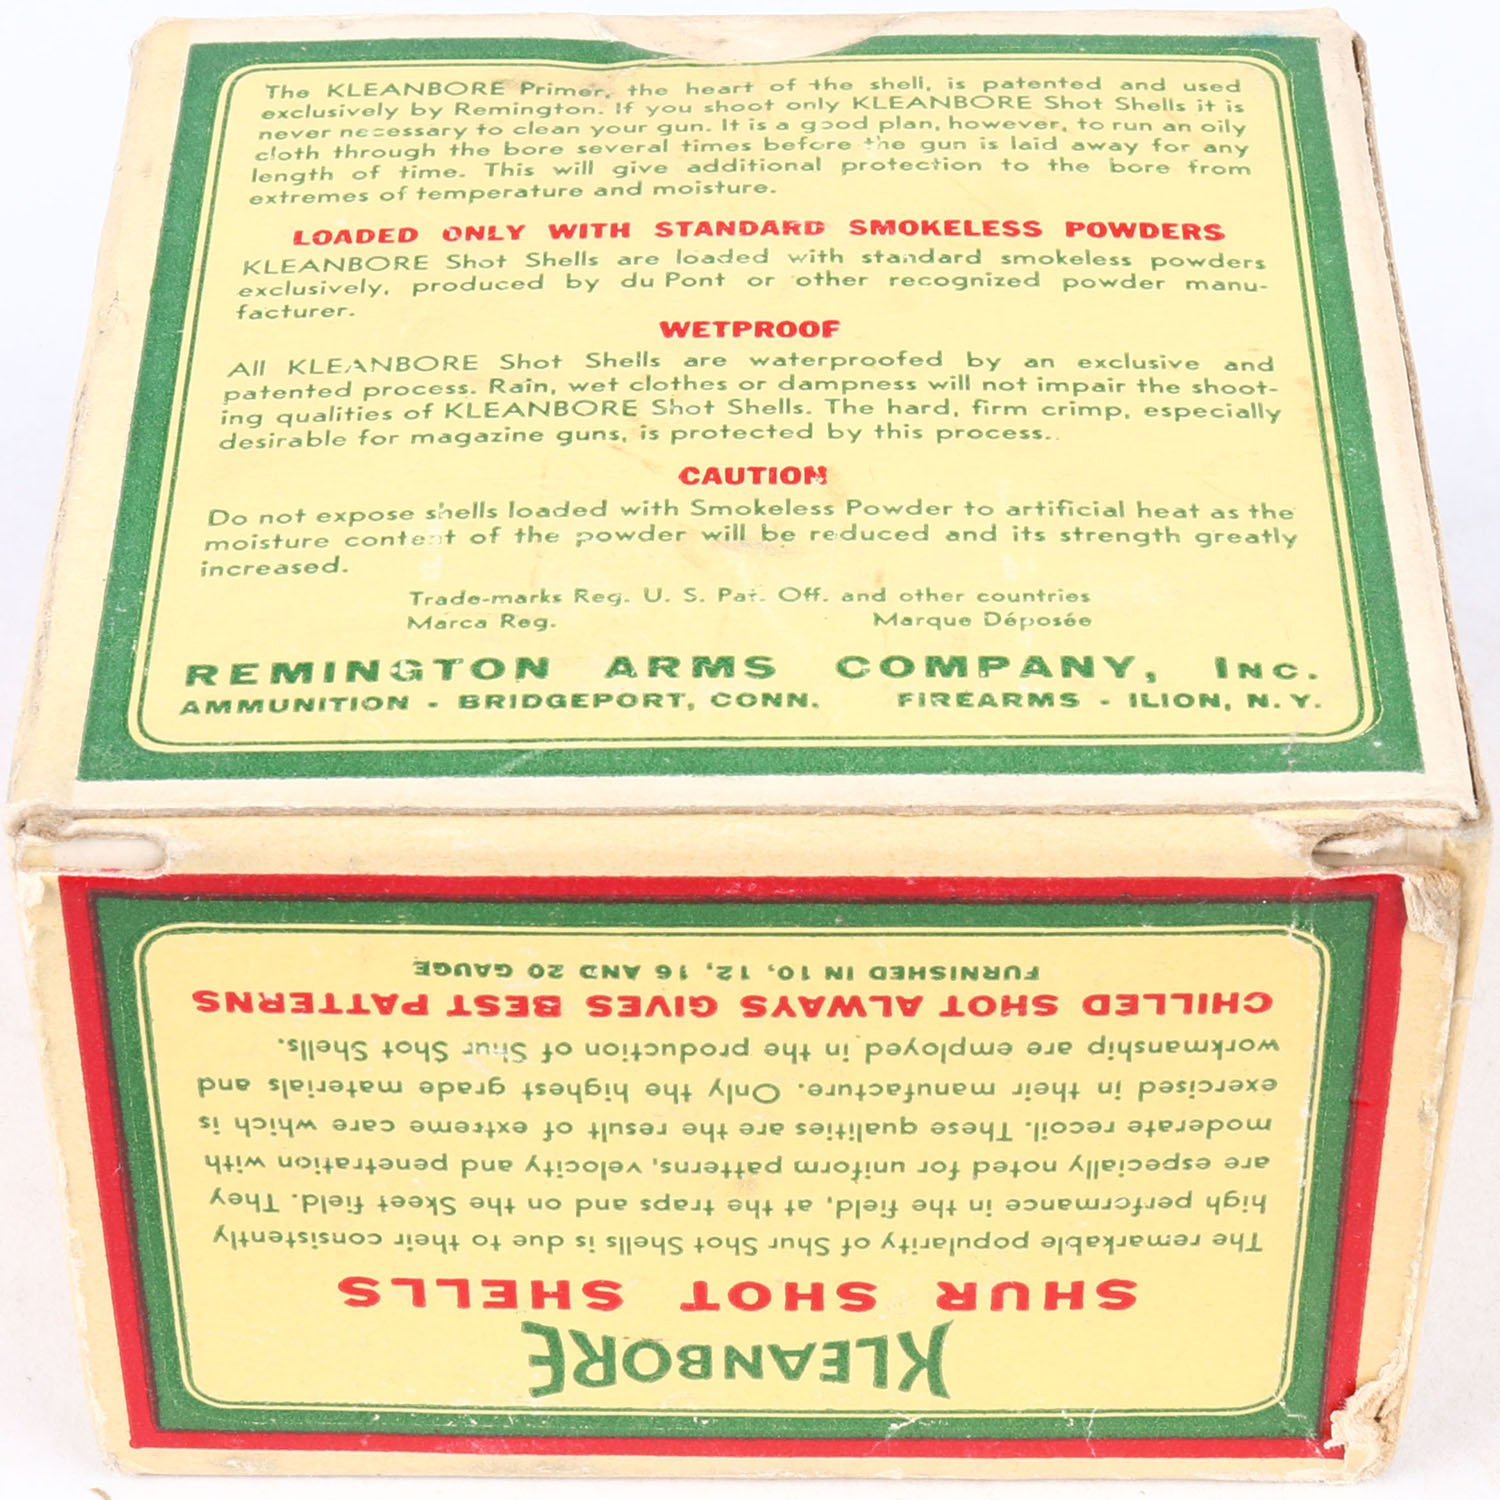 The KLEANBORE Primer, the heart of the shell, is patented and used
exclusively by Remington. If you shoot only KLEANBORE Shot Shells it is
never necessary to clean your gun. It is a good plan, however, to run an oily
cloth through the bore several times before the gun is laid away for any
length of time. This will give additional protection to the bore from
extremes of temperature and moisture.
LOADED ONLY WITH STANDARD SMOKELESS POWDERS
KLEANBORE Shot Shells are loaded with standard smokeless powders
exclusively, produced by du Pont or other recognized powder manu-
facturer.
WETPROOF
All KLEANBORE Shot Shells are waterproofed by an exclusive and
patented process. Rain, wet clothes or dampness will not impair the shoot-
ing qualities of KLEANBORE Shot Shells. The hard, firm crimp, especially
desirable for magazine guns, is protected by this process.
CAUTION
Do not expose shells loaded with Smokeless Powder to artificial heat as the
moisture content of the powder will be reduced and its strength greatly
increased.
Trade-marks Reg. U. S. Pat. Off. and other countries
Marca Reg. Marque Déposée
REMINGTON ARMS COMPANY, INC.
AMMUNITION - BRIDGEPORT, CONN. FIREARMS - ILION, N. Y.
KLEANBORE
SHUR SHOT SHELLS
The remarkable popularity of Shur Shot Shells is due to their consistently
high performance in the field, at the traps and on the Skeet field. They
are especially noted for uniform patterns, velocity and penetration with
moderate recoil. These qualities are the result of extreme care which is
exercised in their manufacture. Only the highest grade materials and
workmanship are employed in the production of Shur Shot Shells.
CHILLED SHOT ALWAYS GIVES BEST PATTERNS
FURNISHED IN 10, 12, 16 AND 20 GAUGE